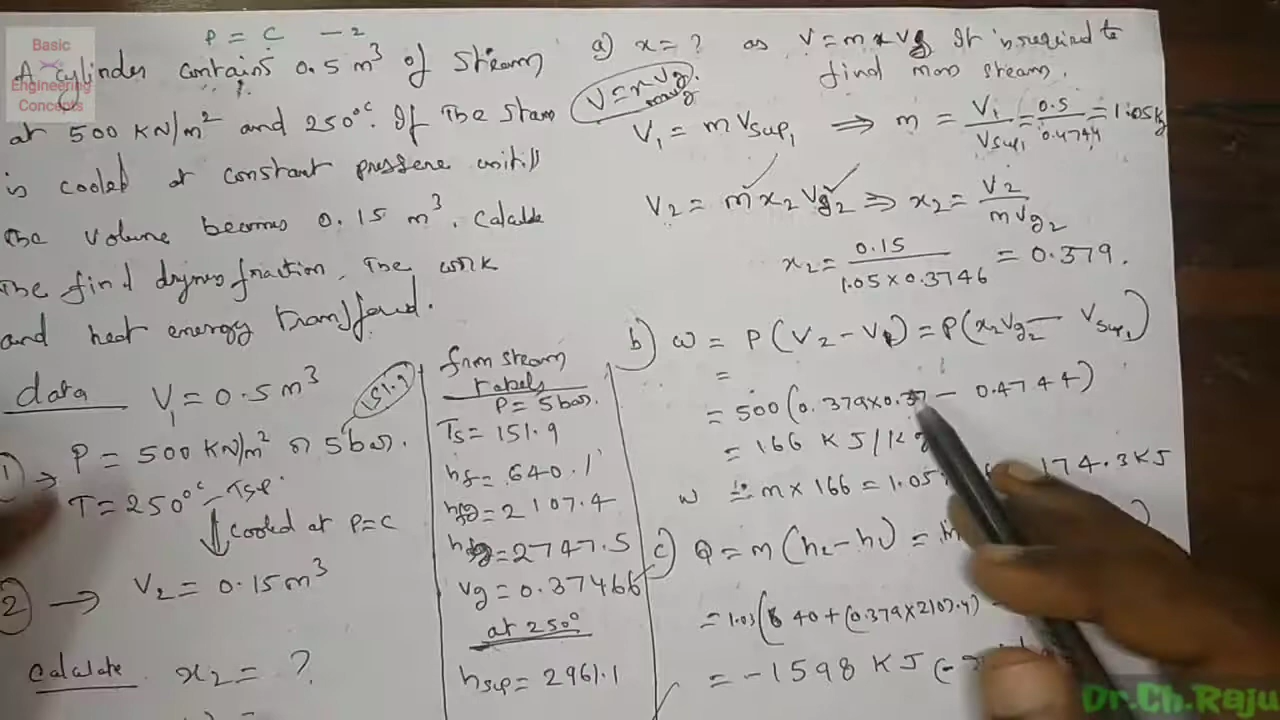 Basic
Engineering
Concepts
P = C - 2
A cylinder contains 0.5 m³ of steam
at 500 KN/m² and 250°C. If the steam
is cooled at constant pressere untill
the volume becomes 0.15 m³. Calculate
the find dryness fraction, the work
and heat energy transferred.
data V₁ = 0.5 m³
151.9
① → P = 500 KN/m² or 5 bar.
T = 250°C - Tsp.
↓ cooled at P=C
② → V₂ = 0.15 m³
Calculate x₂ = ?
from steam
tables
P = 5 bar.
Ts = 151.9
hf = 640.1
hfg = 2107.4
hg = 2747.5
vg = 0.37466
at 250°
hsup = 2961.1
a) x = ? as V = m x Vg It is required to
find mass steam.
V = x Vg.
V₁ = m Vsup₁ ⇒ m = V₁/Vsup₁ = 0.5/0.4744 = 1.05 kg
V₂ = m x₂ Vg₂ ⇒ x₂ = V₂/m Vg₂
x₂ = 0.15/1.05 × 0.3746 = 0.379.
b) w = P (V₂ - V₁) = P(x₂ Vg₂ - Vsup₁)
=
= 500 (0.379 × 0.37 - 0.4744)
= 166 KJ/K
w = m × 166 = 1.05 174.3 KJ
c) Q = m (h₂ - h₁) =
= 1.05 (640 + (0.379 × 2107.4) -
= -1598 KJ (-
Dr.Ch.Raju